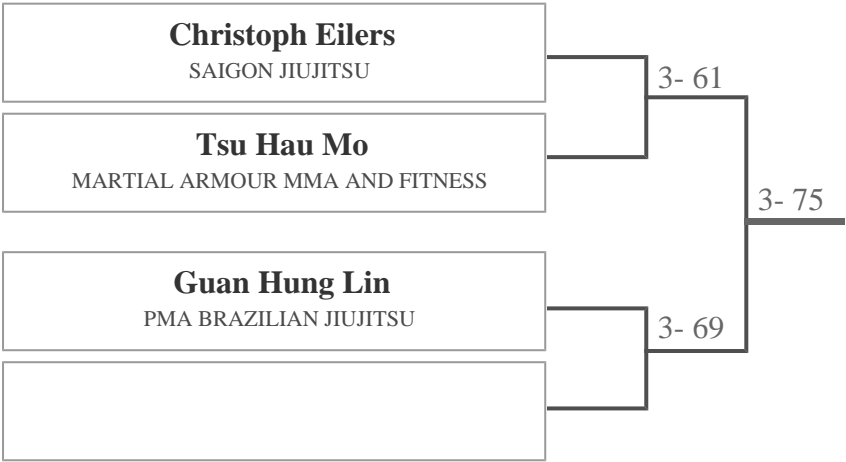 Christoph Eilers
SAIGON JIUJITSU
3- 61
Tsu Hau Mo
MARTIAL ARMOUR MMA AND FITNESS
3- 75
Guan Hung Lin
PMA BRAZILIAN JIUJITSU
3- 69